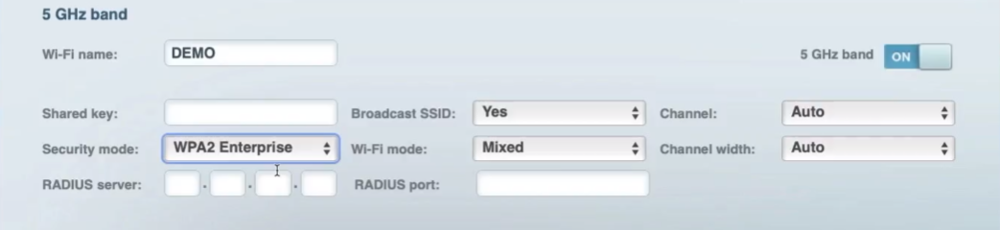 5 GHz band
Wi-Fi name: DEMO 5 GHz band ON
Shared key: Broadcast SSID: Yes Channel: Auto
Security mode: WPA2 Enterprise Wi-Fi mode: Mixed Channel width: Auto
RADIUS server: . . . RADIUS port: